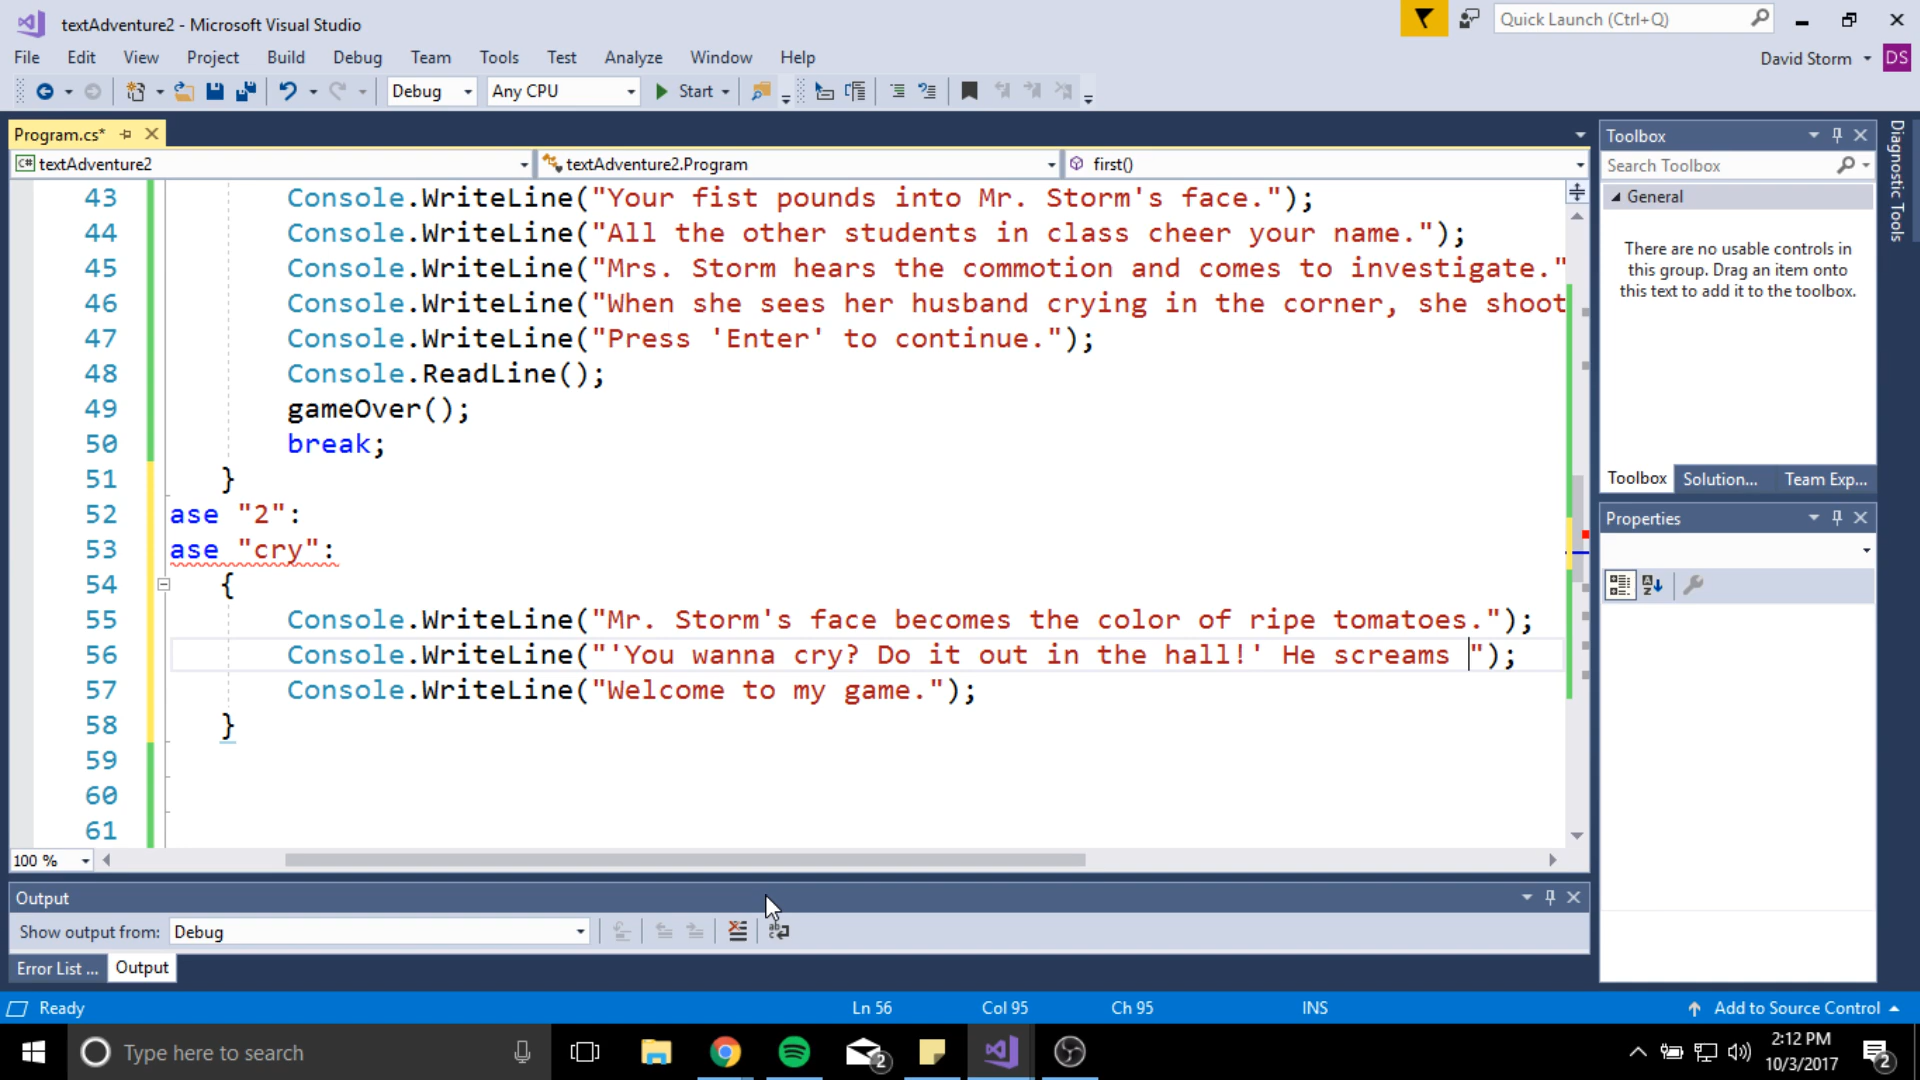 textAdventure2 - Microsoft Visual Studio
Quick Launch (Ctrl+Q)
File Edit View Project Build Debug Team Tools Test Analyze Window Help
David Storm
DS
Debug
Any CPU
Start
Program.cs*
C# textAdventure2
textAdventure2.Program
first()
43 Console.WriteLine("Your fist pounds into Mr. Storm's face.");
44 Console.WriteLine("All the other students in class cheer your name.");
45 Console.WriteLine("Mrs. Storm hears the commotion and comes to investigate."
46 Console.WriteLine("When she sees her husband crying in the corner, she shoot
47 Console.WriteLine("Press 'Enter' to continue.");
48 Console.ReadLine();
49 gameOver();
50 break;
51 }
52 ase "2":
53 ase "cry":
54 {
55 Console.WriteLine("Mr. Storm's face becomes the color of ripe tomatoes.");
56 Console.WriteLine("'You wanna cry? Do it out in the hall!' He screams ");
57 Console.WriteLine("Welcome to my game.");
58 }
59
60
61
100 %
Toolbox
Search Toolbox
General
There are no usable controls in
this group. Drag an item onto
this text to add it to the toolbox.
Toolbox Solution... Team Exp...
Properties
Diagnostic Tools
Output
Show output from: Debug
Error List ... Output
Ready
Ln 56
Col 95
Ch 95
INS
Add to Source Control
Type here to search
2
2:12 PM
10/3/2017
2